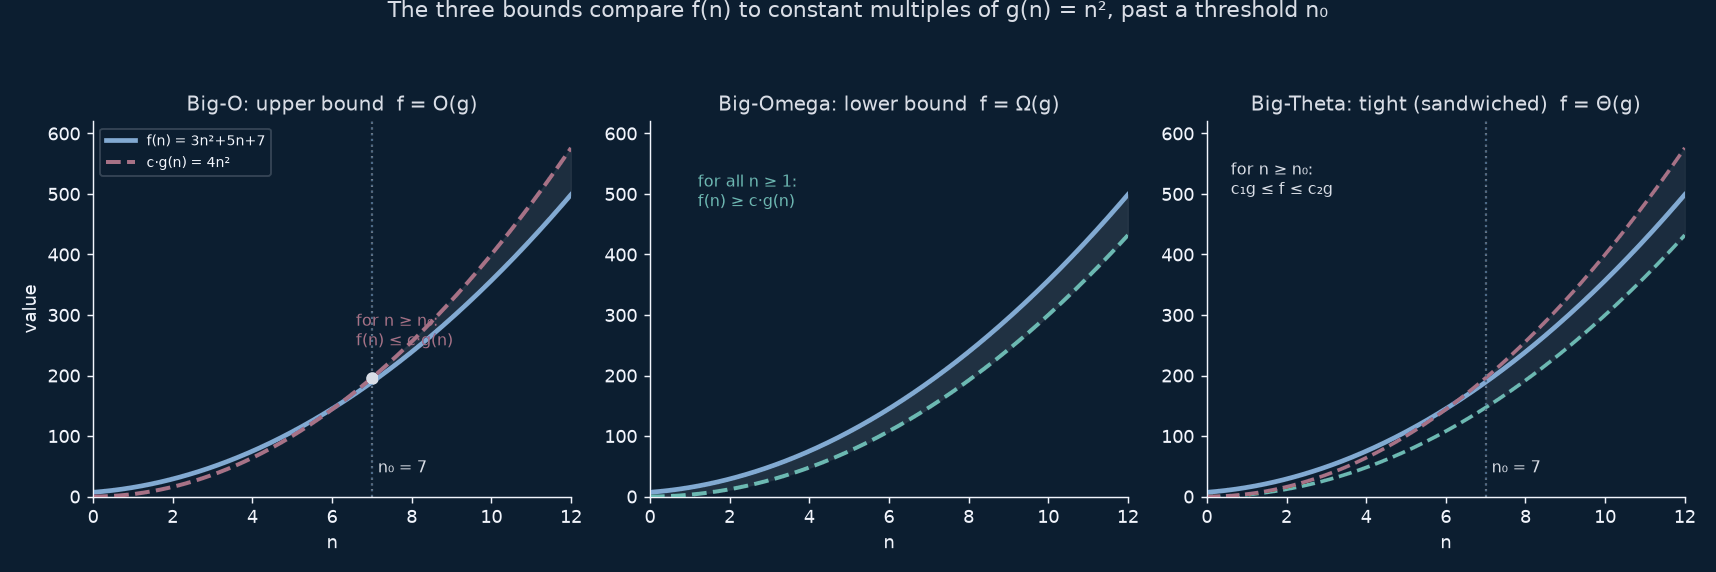 The three bounds compare f(n) to constant multiples of g(n) = n², past a threshold n₀
Big-O: upper bound  f = O(g)
600
500
400
300
200
100
0
value
f(n) = 3n²+5n+7
c·g(n) = 4n²
for n ≥ n₀:
f(n) ≤ c·g(n)
n₀ = 7
0 2 4 6 8 10 12
n
Big-Omega: lower bound  f = Ω(g)
600
500
400
300
200
100
0
for all n ≥ 1:
f(n) ≥ c·g(n)
0 2 4 6 8 10 12
n
Big-Theta: tight (sandwiched)  f = Θ(g)
600
500
400
300
200
100
0
for n ≥ n₀:
c₁g ≤ f ≤ c₂g
n₀ = 7
0 2 4 6 8 10 12
n